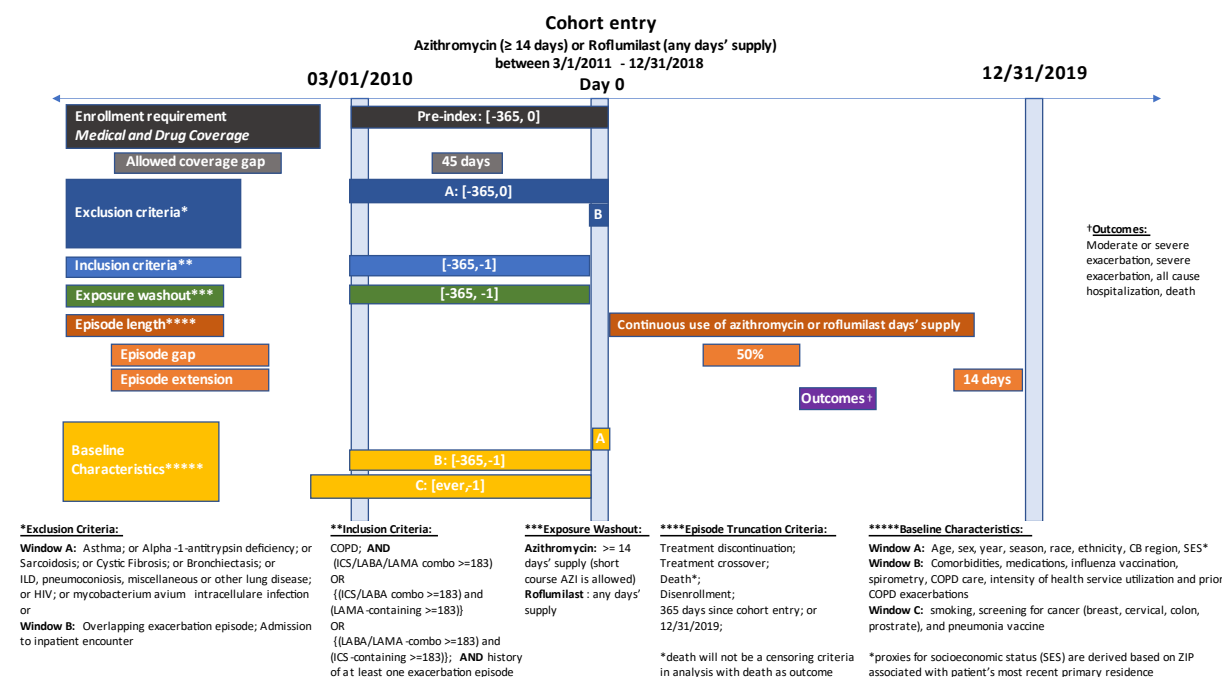 Cohort entry
Azithromycin (≥ 14 days) or Roflumilast (any days' supply)
between 3/1/2011 - 12/31/2018
03/01/2010
Day 0
12/31/2019
Enrollment requirement
Medical and Drug Coverage
Pre-index: [-365, 0]
Allowed coverage gap
45 days
Exclusion criteria*
A: [-365,0]
B
Inclusion criteria**
[-365,-1]
Exposure washout***
[-365, -1]
Episode length****
Continuous use of azithromycin or roflumilast days' supply
Episode gap
50%
Episode extension
14 days
Outcomes †
†Outcomes:
Moderate or severe
exacerbation, severe
exacerbation, all cause
hospitalization, death
Baseline
Characteristics*****
A
B: [-365,-1]
C: [ever,-1]
*Exclusion Criteria:
Window A: Asthma; or Alpha -1-antitrypsin deficiency; or
Sarcoidosis; or Cystic Fibrosis; or Bronchiectasis; or
ILD, pneumoconiosis, miscellaneous or other lung disease;
or HIV; or mycobacterium avium intracellulare infection
or
Window B: Overlapping exacerbation episode; Admission
to inpatient encounter
**Inclusion Criteria:
COPD; AND
(ICS/LABA/LAMA combo >=183)
OR
{(ICS/LABA combo >=183) and
(LAMA-containing >=183)}
OR
{(LABA/LAMA -combo >=183) and
(ICS -containing >=183)}; AND history
of at least one exacerbation episode
***Exposure Washout:
Azithromycin: >= 14
days' supply (short
course AZI is allowed)
Roflumilast : any days'
supply
****Episode Truncation Criteria:
Treatment discontinuation;
Treatment crossover;
Death*;
Disenrollment;
365 days since cohort entry; or
12/31/2019;
*death will not be a censoring criteria
in analysis with death as outcome
*****Baseline Characteristics:
Window A: Age, sex, year, season, race, ethnicity, CB region, SES*
Window B: Comorbidities, medications, influenza vaccination,
spirometry, COPD care, intensity of health service utilization and prior
COPD exacerbations
Window C: smoking, screening for cancer (breast, cervical, colon,
prostrate), and pneumonia vaccine
*proxies for socioeconomic status (SES) are derived based on ZIP
associated with patient's most recent primary residence